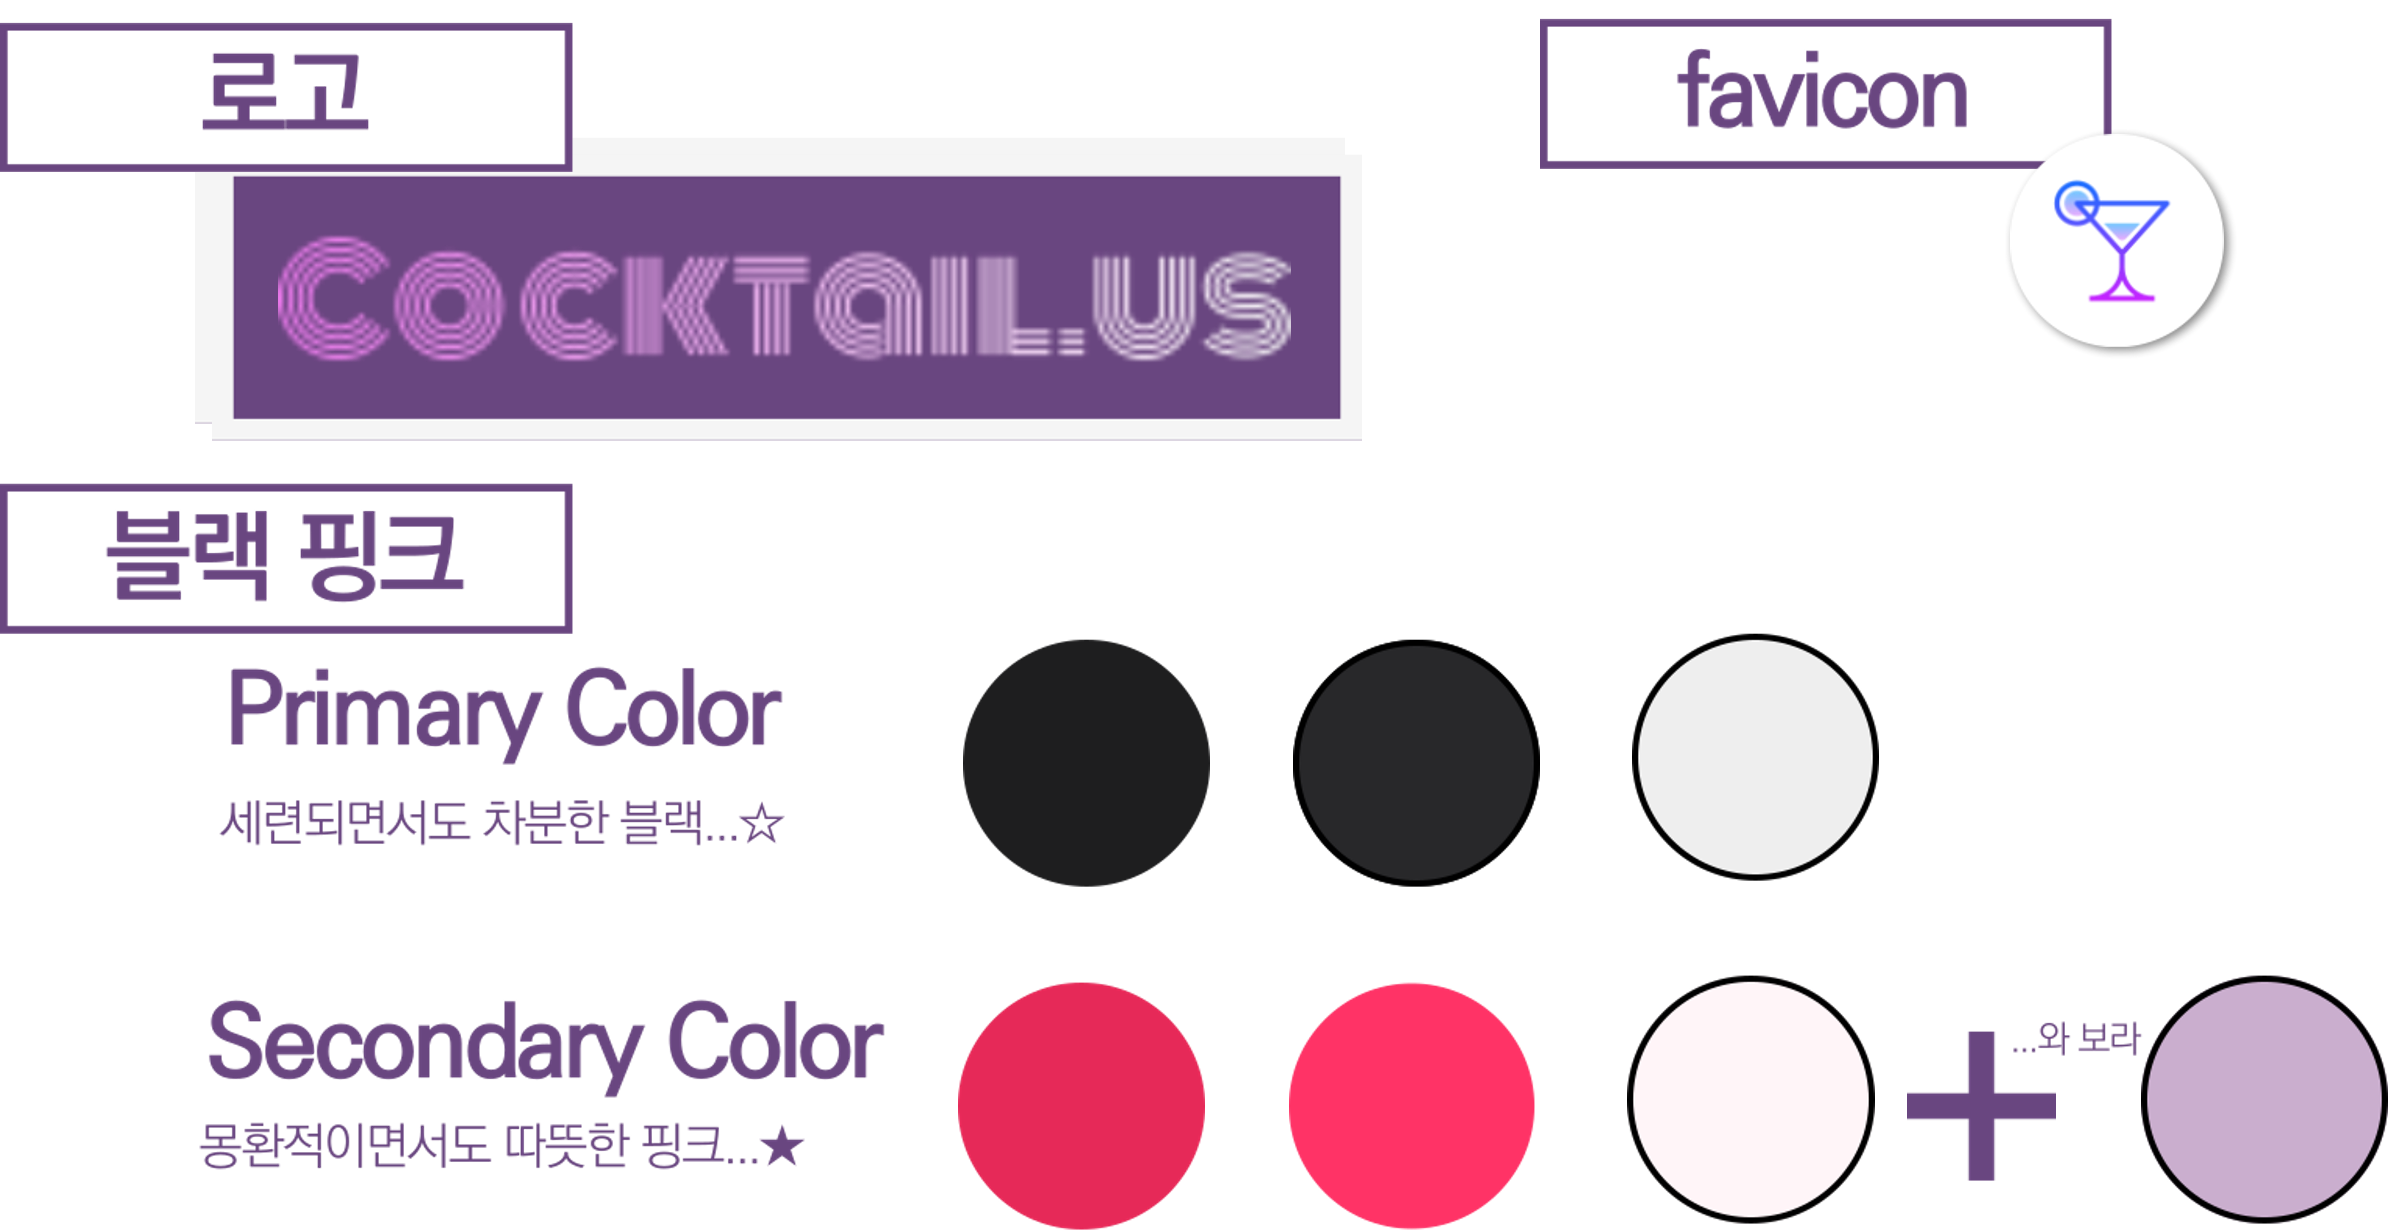 로고
favicon
COCKTAIL.US
블랙 핑크
Primary Color
세련되면서도 차분한 블랙...☆
Secondary Color
...와 보라
몽환적이면서도 따뜻한 핑크...★